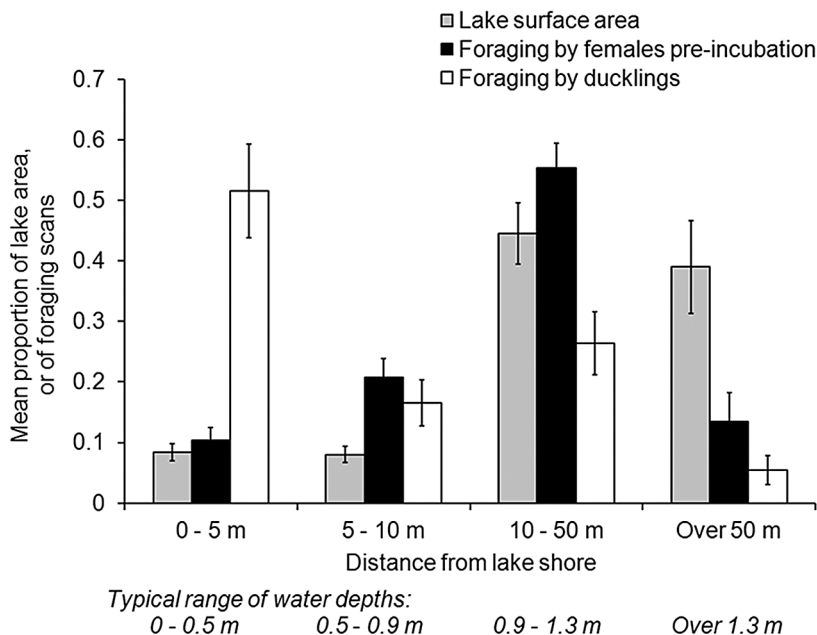 Lake surface area
Foraging by females pre-incubation
Foraging by ducklings
Mean proportion of lake area,
or of foraging scans
0.7
0.6
0.5
0.4
0.3
0.2
0.1
0
0 - 5 m
5 - 10 m
10 - 50 m
Over 50 m
Distance from lake shore
Typical range of water depths:
0 - 0.5 m
0.5 - 0.9 m
0.9 - 1.3 m
Over 1.3 m